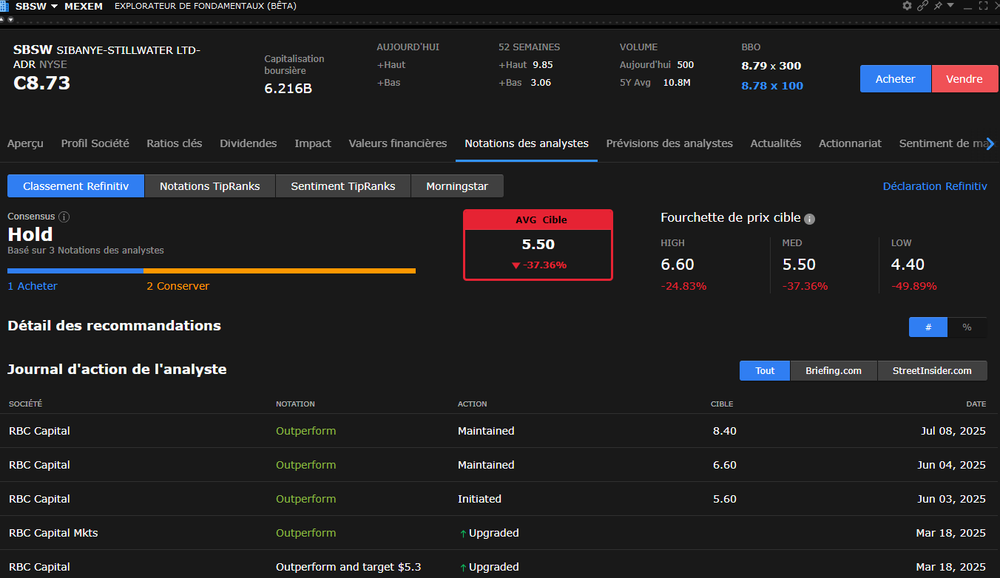 SBSW MEXEM EXPLORATEUR DE FONDAMENTAUX (BÊTA)
SBSW SIBANYE-STILLWATER LTD-
ADR NYSE
C8.73
Capitalisation
boursière
6.216B
AUJOURD'HUI
+Haut
+Bas
52 SEMAINES
+Haut 9.85
+Bas 3.06
VOLUME
Aujourd'hui 500
5Y Avg 10.8M
BBO
8.79 x 300
8.78 x 100
Acheter Vendre
Aperçu Profil Société Ratios clés Dividendes Impact Valeurs financières Notations des analystes Prévisions des analystes Actualités Actionnariat Sentiment de ma
Classement Refinitiv Notations TipRanks Sentiment TipRanks Morningstar Déclaration Refinitiv
Consensus
Hold
Basé sur 3 Notations des analystes
1 Acheter 2 Conserver
AVG Cible
5.50
▼ -37.36%
Fourchette de prix cible
HIGH MED LOW
6.60 5.50 4.40
-24.83% -37.36% -49.89%
Détail des recommandations # %
Journal d'action de l'analyste Tout Briefing.com StreetInsider.com
SOCIÉTÉ NOTATION ACTION CIBLE DATE
RBC Capital Outperform Maintained 8.40 Jul 08, 2025
RBC Capital Outperform Maintained 6.60 Jun 04, 2025
RBC Capital Outperform Initiated 5.60 Jun 03, 2025
RBC Capital Mkts Outperform ↑ Upgraded Mar 18, 2025
RBC Capital Outperform and target $5.3 ↑ Upgraded Mar 18, 2025